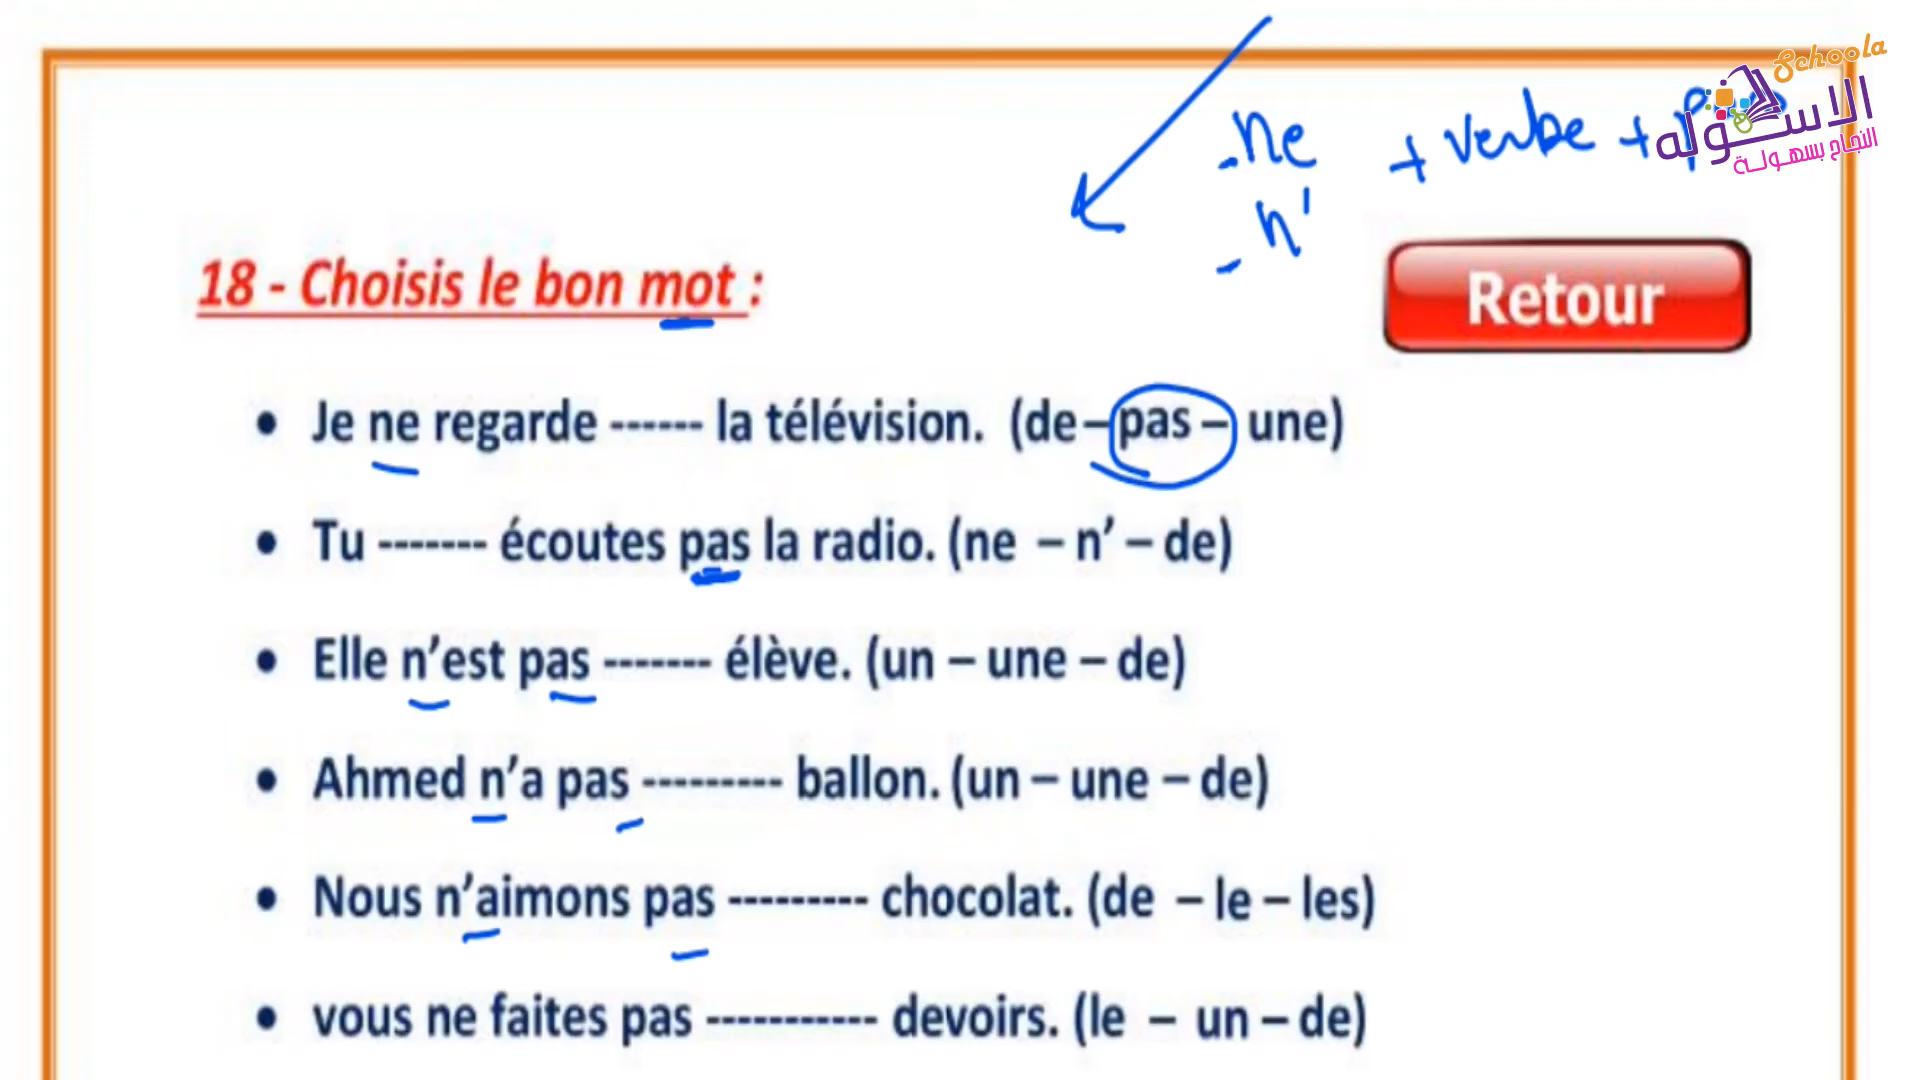 Schoola
الاسكوله
النجاح بسهولة
- ne + verbe +
- n'
18 - Choisis le bon mot :
Retour
• Je ne regarde ------ la télévision. (de – pas – une)
• Tu ------- écoutes pas la radio. (ne – n’ – de)
• Elle n’est pas ------- élève. (un – une – de)
• Ahmed n’a pas --------- ballon. (un – une – de)
• Nous n’aimons pas --------- chocolat. (de – le – les)
• vous ne faites pas ----------- devoirs. (le – un – de)